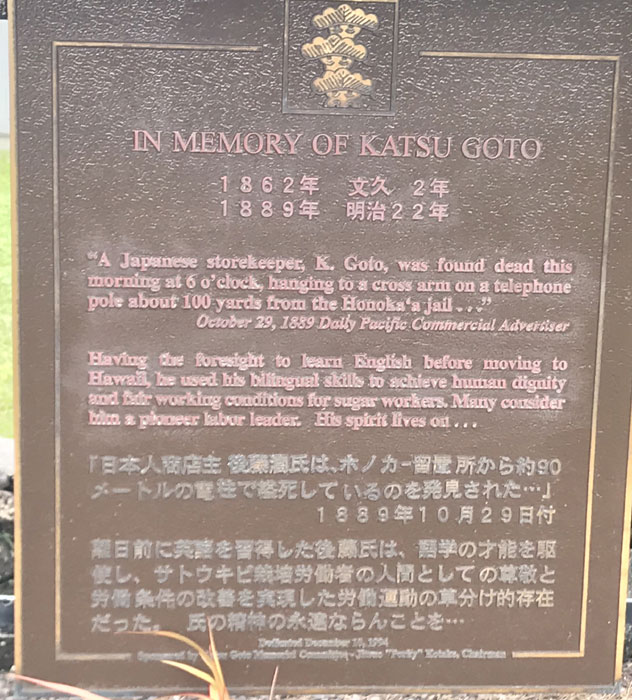 IN MEMORY OF KATSU GOTO
1862年 文久 2年
1889年 明治22年
“A Japanese storekeeper, K. Goto, was found dead this
morning at 6 o’clock, hanging to a cross arm on a telephone
pole about 100 yards from the Honoka‘a jail . . .”
October 29, 1889 Daily Pacific Commercial Advertiser
Having the foresight to learn English before moving to
Hawaii, he used his bilingual skills to achieve human dignity
and fair working conditions for sugar workers. Many consider
him a pioneer labor leader. His spirit lives on . . .
「日本人商店主 後藤濶氏は、ホノカー留置所から約90
メートルの電柱で縊死しているのを発見された…」
1889年10月29日付
離日前に英語を習得した後藤氏は、語学の才能を駆
使し、サトウキビ栽培労働者の人間としての尊敬と
労働条件の改善を実現した労働運動の草分け的存在
だった。 氏の精神の永遠ならんことを…
Dedicated December 10, 1994
Sponsored by Goto Memorial Committee - "Pecky" Kotake, Chairman